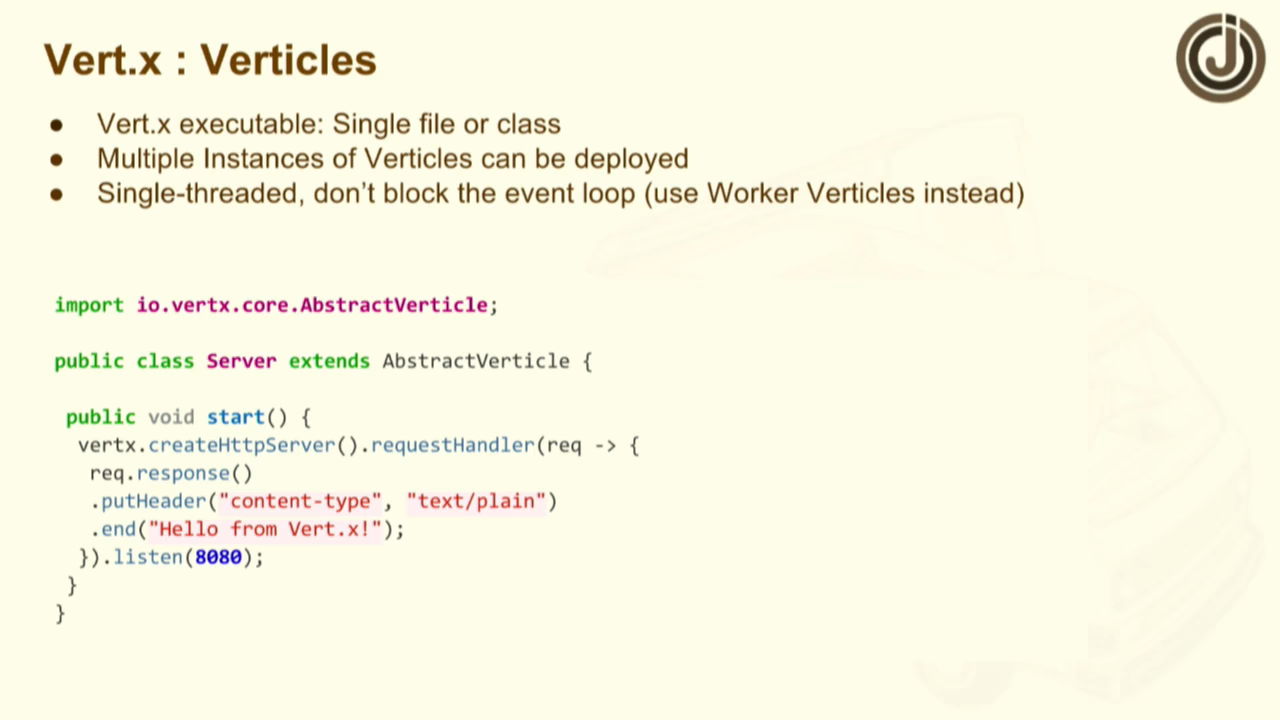 Vert.x : Verticles
● Vert.x executable: Single file or class
● Multiple Instances of Verticles can be deployed
● Single-threaded, don’t block the event loop (use Worker Verticles instead)
import io.vertx.core.AbstractVerticle;
public class Server extends AbstractVerticle {
public void start() {
vertx.createHttpServer().requestHandler(req -> {
req.response()
.putHeader("content-type", "text/plain")
.end("Hello from Vert.x!");
}).listen(8080);
}
}